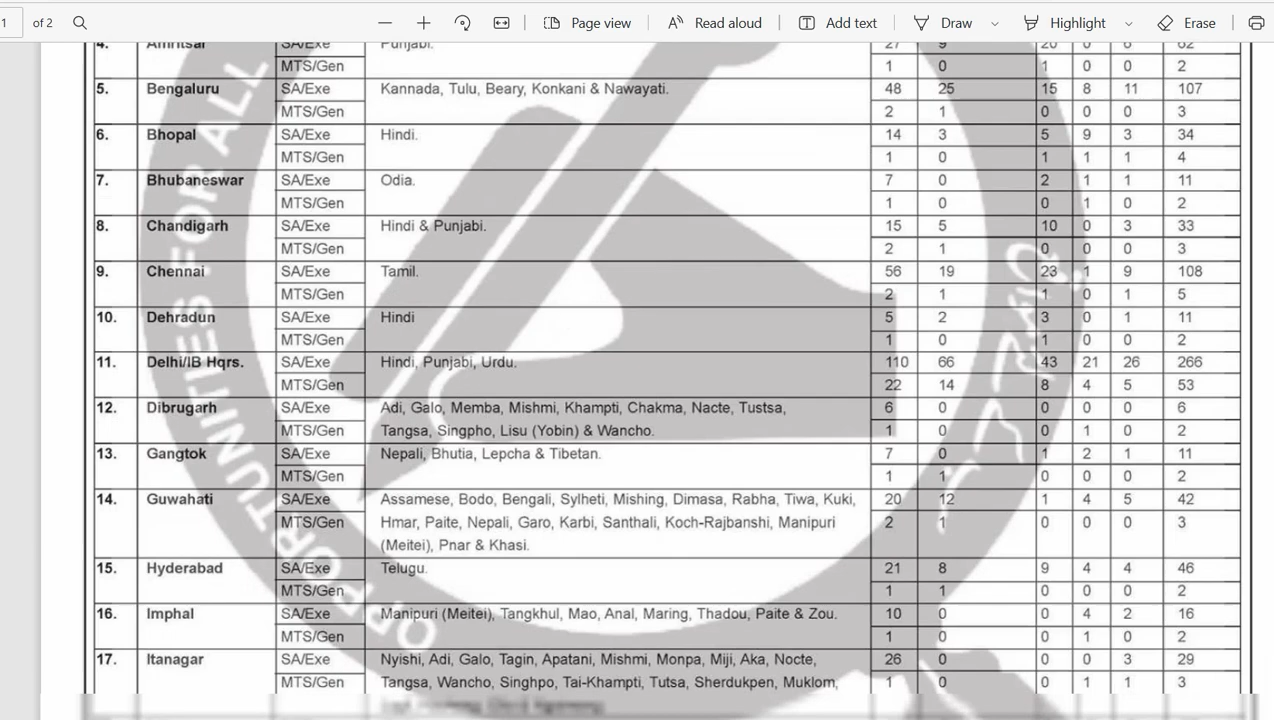 1 of 2 Page view Read aloud Add text Draw Highlight Erase
4. Amritsar SA/Exe Punjabi. 27 9 20 0 6 62
MTS/Gen 1 0 1 0 0 2
5. Bengaluru SA/Exe Kannada, Tulu, Beary, Konkani & Nawayati. 48 25 15 8 11 107
MTS/Gen 2 1 0 0 0 3
6. Bhopal SA/Exe Hindi. 14 3 5 9 3 34
MTS/Gen 1 0 1 1 1 4
7. Bhubaneswar SA/Exe Odia. 7 0 2 1 1 11
MTS/Gen 1 0 0 1 0 2
8. Chandigarh SA/Exe Hindi & Punjabi. 15 5 10 0 3 33
MTS/Gen 2 1 0 0 0 3
9. Chennai SA/Exe Tamil. 56 19 23 1 9 108
MTS/Gen 2 1 1 0 1 5
10. Dehradun SA/Exe Hindi 5 2 3 0 1 11
MTS/Gen 1 0 1 0 0 2
11. Delhi/IB Hqrs. SA/Exe Hindi, Punjabi, Urdu. 110 66 43 21 26 266
MTS/Gen 22 14 8 4 5 53
12. Dibrugarh SA/Exe Adi, Galo, Memba, Mishmi, Khampti, Chakma, Nacte, Tustsa, 6 0 0 0 0 6
MTS/Gen Tangsa, Singpho, Lisu (Yobin) & Wancho. 1 0 0 1 0 2
13. Gangtok SA/Exe Nepali, Bhutia, Lepcha & Tibetan. 7 0 1 2 1 11
MTS/Gen 1 1 0 0 0 2
14. Guwahati SA/Exe Assamese, Bodo, Bengali, Sylheti, Mishing, Dimasa, Rabha, Tiwa, Kuki, 20 12 1 4 5 42
MTS/Gen Hmar, Paite, Nepali, Garo, Karbi, Santhali, Koch-Rajbanshi, Manipuri 2 1 0 0 0 3
(Meitei), Pnar & Khasi.
15. Hyderabad SA/Exe Telugu. 21 8 9 4 4 46
MTS/Gen 1 1 0 0 0 2
16. Imphal SA/Exe Manipuri (Meitei), Tangkhul, Mao, Anal, Maring, Thadou, Paite & Zou. 10 0 0 4 2 16
MTS/Gen 1 0 0 1 0 2
17. Itanagar SA/Exe Nyishi, Adi, Galo, Tagin, Apatani, Mishmi, Monpa, Miji, Aka, Nocte, 26 0 0 0 3 29
MTS/Gen Tangsa, Wancho, Singhpo, Tai-Khampti, Tutsa, Sherdukpen, Muklom, 1 0 0 1 1 3
OPPORTUNITIES FOR ALL